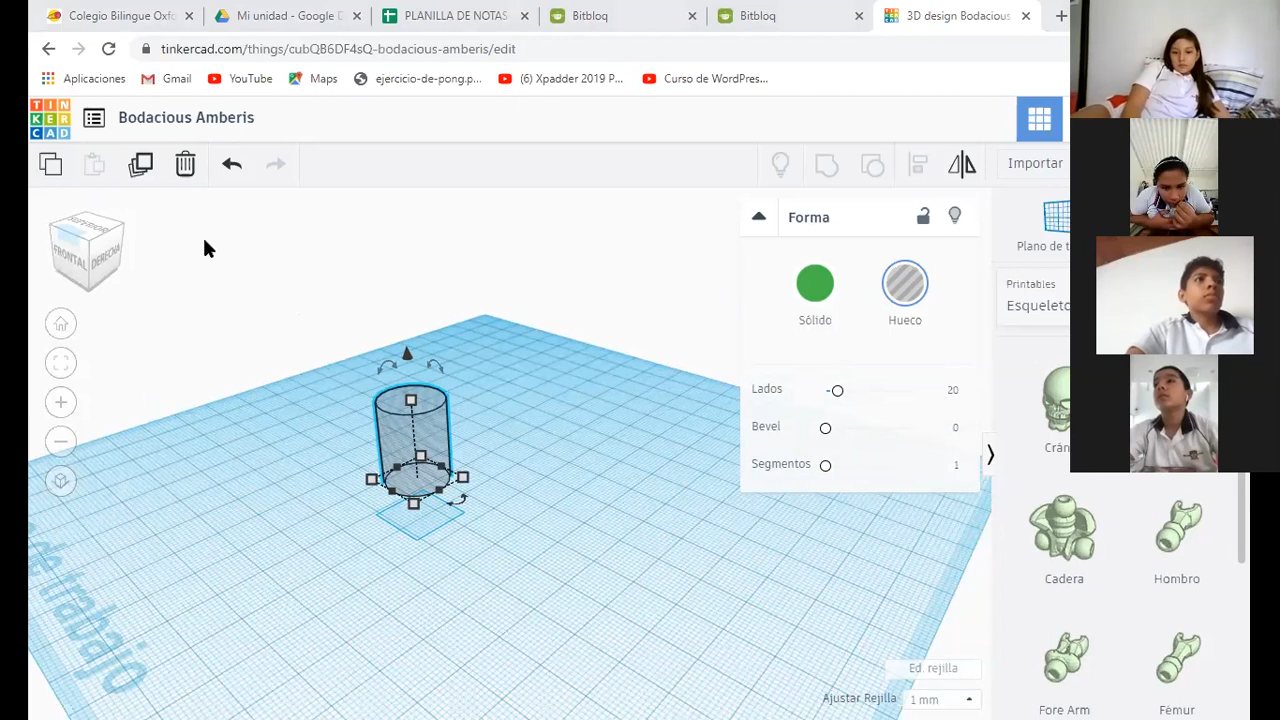 Colegio Bilingue Oxfo
Mi unidad - Google D
PLANILLA DE NOTAS
Bitbloq
Bitbloq
3D design Bodacious
tinkercad.com/things/cubQB6DF4sQ-bodacious-amberis/edit
Aplicaciones
Gmail
YouTube
Maps
ejercicio-de-pong.p...
(6) Xpadder 2019 P...
Curso de WordPres...
TIN
KER
CAD
Bodacious Amberis
Importar
FRONTAL
DERECHA
Forma
Sólido
Hueco
Lados
20
Bevel
0
Segmentos
1
Plano de t
Printables
Esqueleto
Crán
Cadera
Hombro
Fore Arm
Fémur
de trabajo
Ed. rejilla
Ajustar Rejilla
1 mm